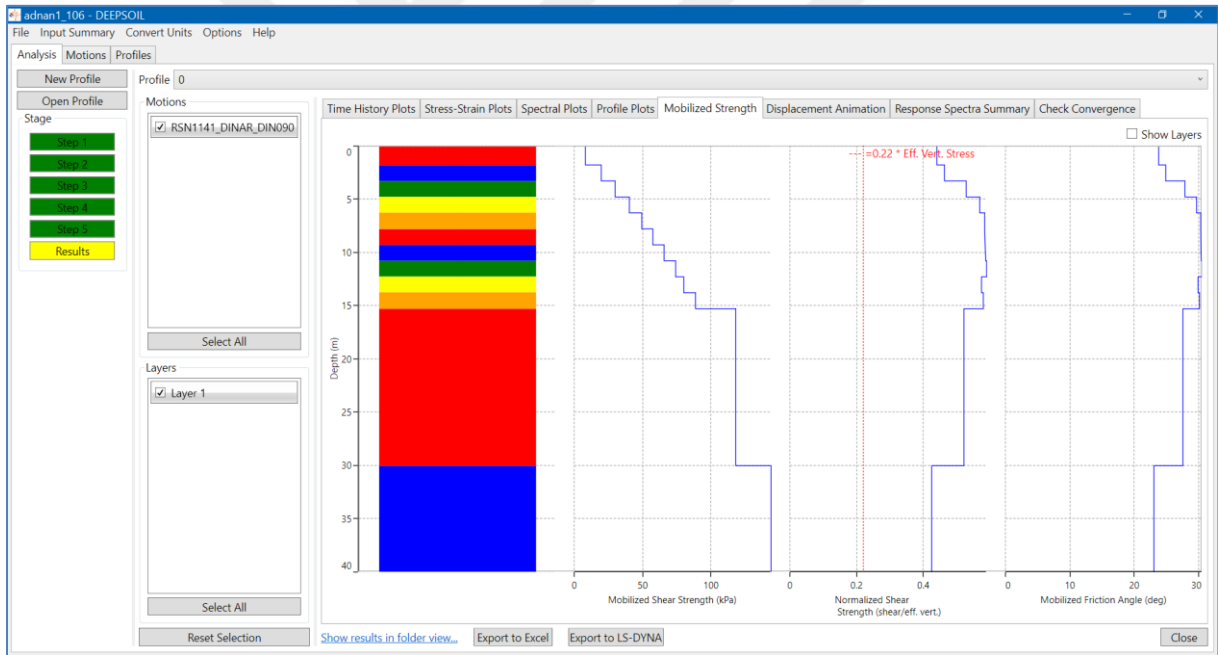 adnan1_106 - DEEPSOIL
File Input Summary Convert Units Options Help
Analysis Motions Profiles
New Profile
Open Profile
Stage
Step 1
Step 2
Step 3
Step 4
Step 5
Results
Profile 0
Motions
RSN1141_DINAR_DIN090
Select All
Layers
Layer 1
Select All
Reset Selection
Time History Plots Stress-Strain Plots Spectral Plots Profile Plots Mobilized Strength Displacement Animation Response Spectra Summary Check Convergence
Show Layers
=0.22 * Eff. Vert. Stress
Depth (m)
0
5
10
15
20
25
30
35
40
0 50 100
Mobilized Shear Strength (kPa)
0 0.2 0.4
Normalized Shear
Strength (shear/eff. vert.)
0 10 20 30
Mobilized Friction Angle (deg)
Show results in folder view... Export to Excel Export to LS-DYNA Close